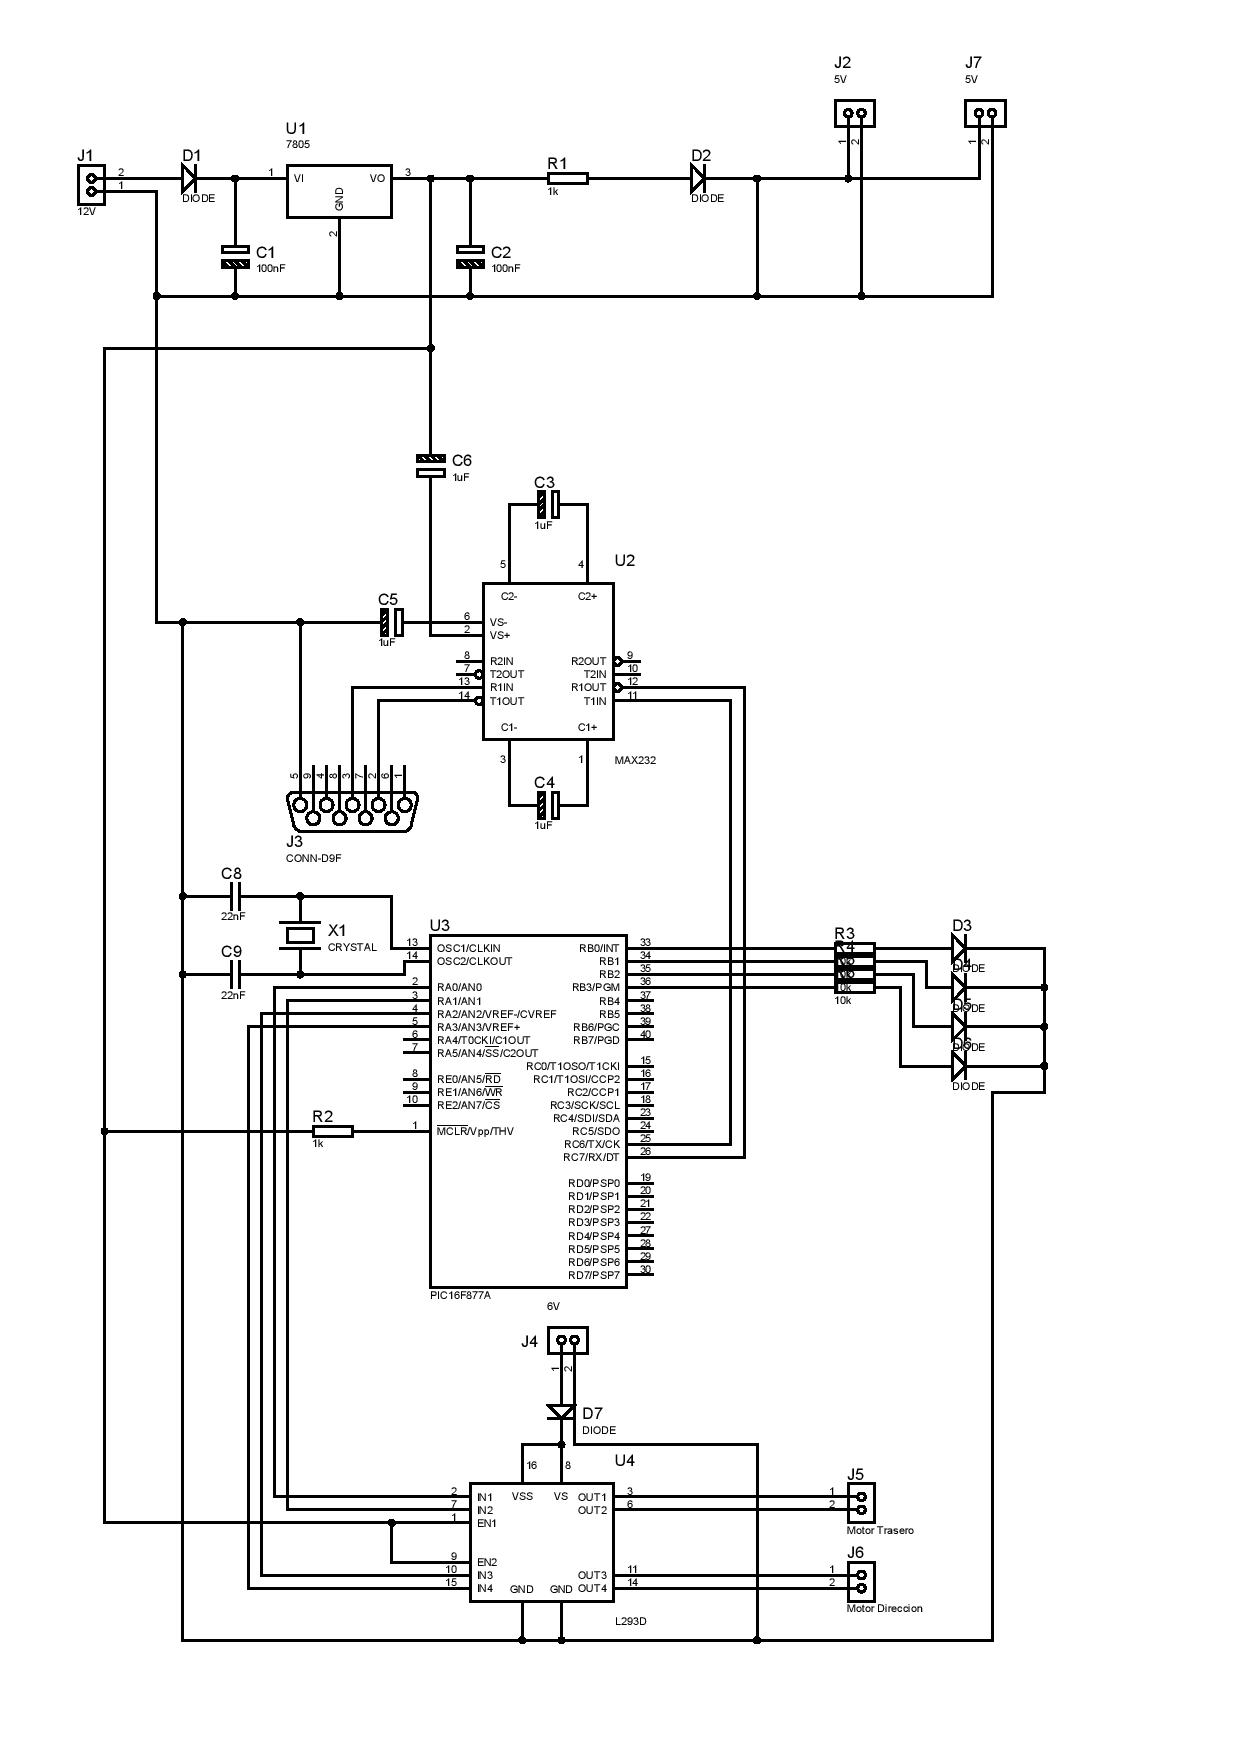 J2
5V
J7
5V
1
2
1
2
J1
2
1
12V
D1
DIODE
U1
7805
1
VI
VO
3
GND
2
R1
1k
D2
DIODE
C1
100nF
C2
100nF
C6
1uF
C3
1uF
U2
5
4
C2-
C2+
C5
1uF
6
VS-
2
VS+
8
R2IN
R2OUT
9
7
T2OUT
T2IN
10
13
R1IN
R1OUT
12
14
T1OUT
T1IN
11
C1-
C1+
3
1
MAX232
C4
1uF
5
9
4
8
3
7
2
6
1
J3
CONN-D9F
C8
22nF
X1
CRYSTAL
C9
22nF
U3
13
OSC1/CLKIN
RB0/INT
33
14
OSC2/CLKOUT
RB1
34
RB2
35
2
RA0/AN0
RB3/PGM
36
3
RA1/AN1
RB4
37
4
RA2/AN2/VREF-/CVREF
RB5
38
5
RA3/AN3/VREF+
RB6/PGC
39
6
RA4/T0CKI/C1OUT
RB7/PGD
40
7
RA5/AN4/SS/C2OUT
RC0/T1OSO/T1CKI
15
8
RE0/AN5/RD
RC1/T1OSI/CCP2
16
9
RE1/AN6/WR
RC2/CCP1
17
10
RE2/AN7/CS
RC3/SCK/SCL
18
RC4/SDI/SDA
23
1
MCLR/Vpp/THV
RC5/SDO
24
RC6/TX/CK
25
RC7/RX/DT
26
RD0/PSP0
19
RD1/PSP1
20
RD2/PSP2
21
RD3/PSP3
22
RD4/PSP4
27
RD5/PSP5
28
RD6/PSP6
29
RD7/PSP7
30
PIC16F877A
R2
1k
R3
R4
10k
10k
D3
DIODE
D5
DIODE
D6
DIODE
DIODE
6V
J4
1
2
D7
DIODE
U4
16
8
VSS
VS
2
IN1
OUT1
3
7
IN2
OUT2
6
1
EN1
9
EN2
10
IN3
OUT3
11
15
IN4
OUT4
14
GND
GND
L293D
J5
1
2
Motor Trasero
J6
1
2
Motor Direccion